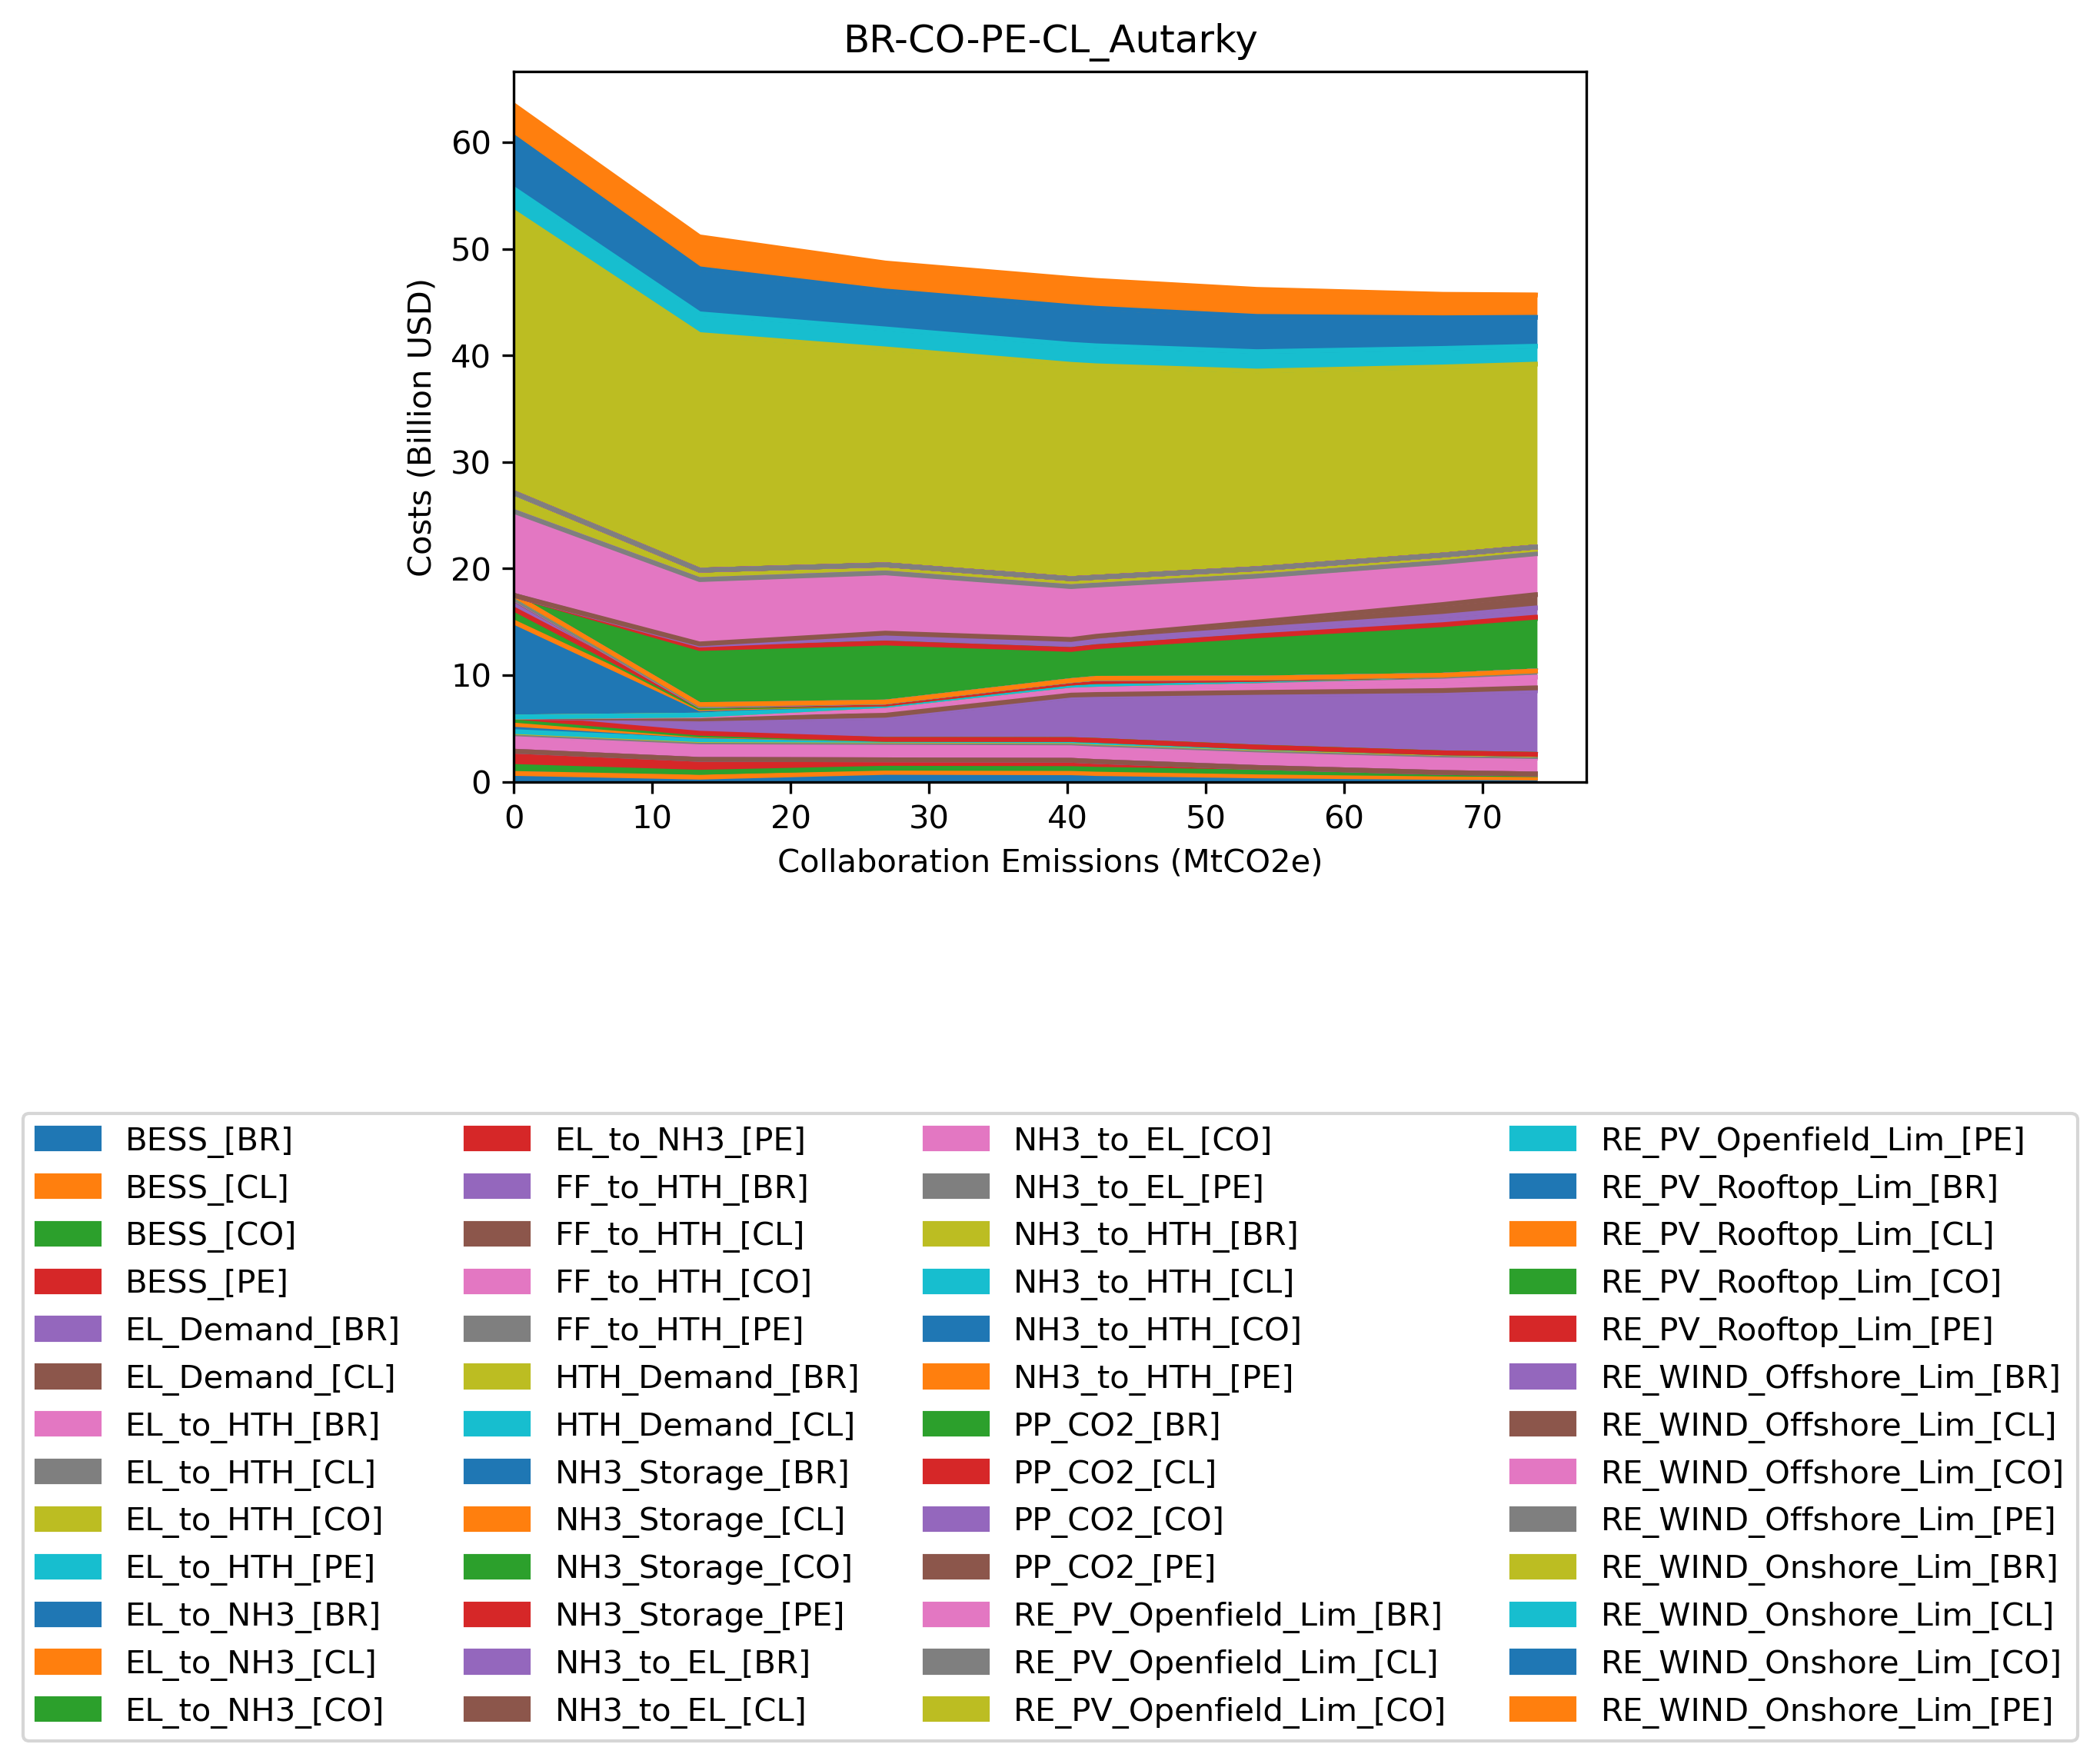 BR-CO-PE-CL_Autarky
Costs (Billion USD)
60
50
40
30
20
10
0
0 10 20 30 40 50 60 70
Collaboration Emissions (MtCO2e)
BESS_[BR]
BESS_[CL]
BESS_[CO]
BESS_[PE]
EL_Demand_[BR]
EL_Demand_[CL]
EL_to_HTH_[BR]
EL_to_HTH_[CL]
EL_to_HTH_[CO]
EL_to_HTH_[PE]
EL_to_NH3_[BR]
EL_to_NH3_[CL]
EL_to_NH3_[CO]
EL_to_NH3_[PE]
FF_to_HTH_[BR]
FF_to_HTH_[CL]
FF_to_HTH_[CO]
FF_to_HTH_[PE]
HTH_Demand_[BR]
HTH_Demand_[CL]
NH3_Storage_[BR]
NH3_Storage_[CL]
NH3_Storage_[CO]
NH3_Storage_[PE]
NH3_to_EL_[BR]
NH3_to_EL_[CL]
NH3_to_EL_[CO]
NH3_to_EL_[PE]
NH3_to_HTH_[BR]
NH3_to_HTH_[CL]
NH3_to_HTH_[CO]
NH3_to_HTH_[PE]
PP_CO2_[BR]
PP_CO2_[CL]
PP_CO2_[CO]
PP_CO2_[PE]
RE_PV_Openfield_Lim_[BR]
RE_PV_Openfield_Lim_[CL]
RE_PV_Openfield_Lim_[CO]
RE_PV_Openfield_Lim_[PE]
RE_PV_Rooftop_Lim_[BR]
RE_PV_Rooftop_Lim_[CL]
RE_PV_Rooftop_Lim_[CO]
RE_PV_Rooftop_Lim_[PE]
RE_WIND_Offshore_Lim_[BR]
RE_WIND_Offshore_Lim_[CL]
RE_WIND_Offshore_Lim_[CO]
RE_WIND_Offshore_Lim_[PE]
RE_WIND_Onshore_Lim_[BR]
RE_WIND_Onshore_Lim_[CL]
RE_WIND_Onshore_Lim_[CO]
RE_WIND_Onshore_Lim_[PE]